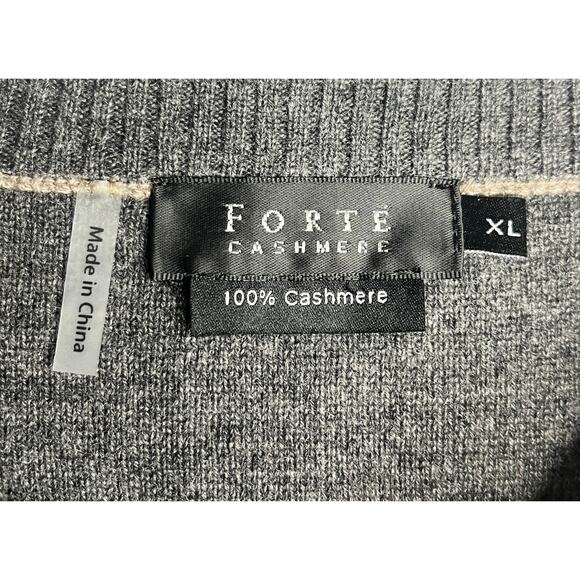 FORTE
CASHMERE
XL
100% Cashmere
Made in China